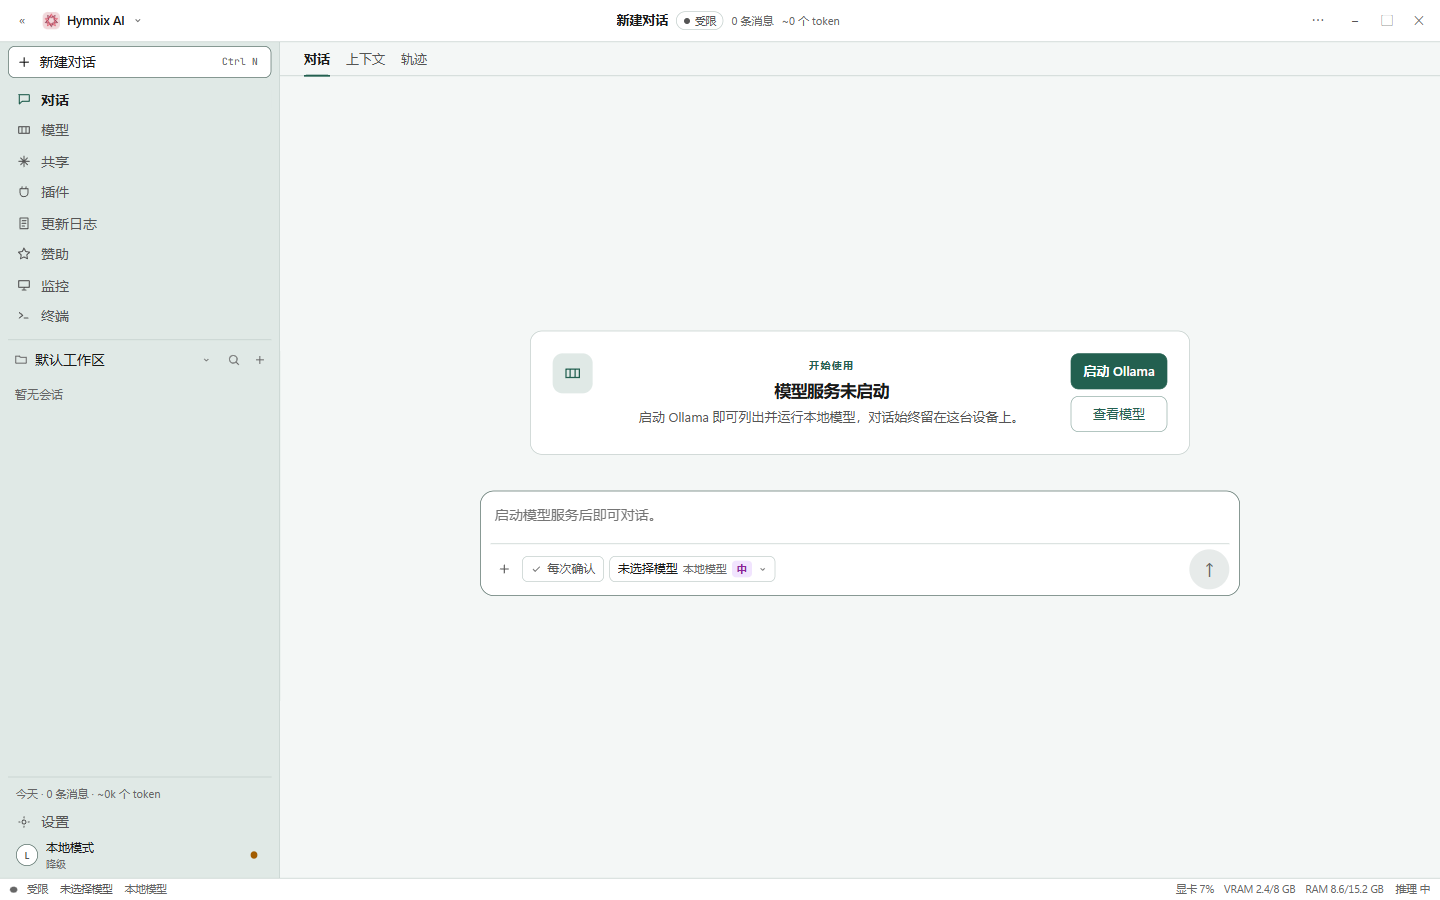 « Hymnix AI
新建对话 受限 0 条消息 ~0 个 token
新建对话 Ctrl N
对话
模型
共享
插件
更新日志
赞助
监控
终端
默认工作区
暂无会话
今天 · 0 条消息 · ~0k 个 token
设置
L 本地模式
降级
对话 上下文 轨迹
开始使用
模型服务未启动
启动 Ollama 即可列出并运行本地模型，对话始终留在这台设备上。
启动 Ollama
查看模型
启动模型服务后即可对话。
每次确认 未选择模型 本地模型 中
受限 未选择模型 本地模型
显卡 7% VRAM 2.4/8 GB RAM 8.6/15.2 GB 推理 中